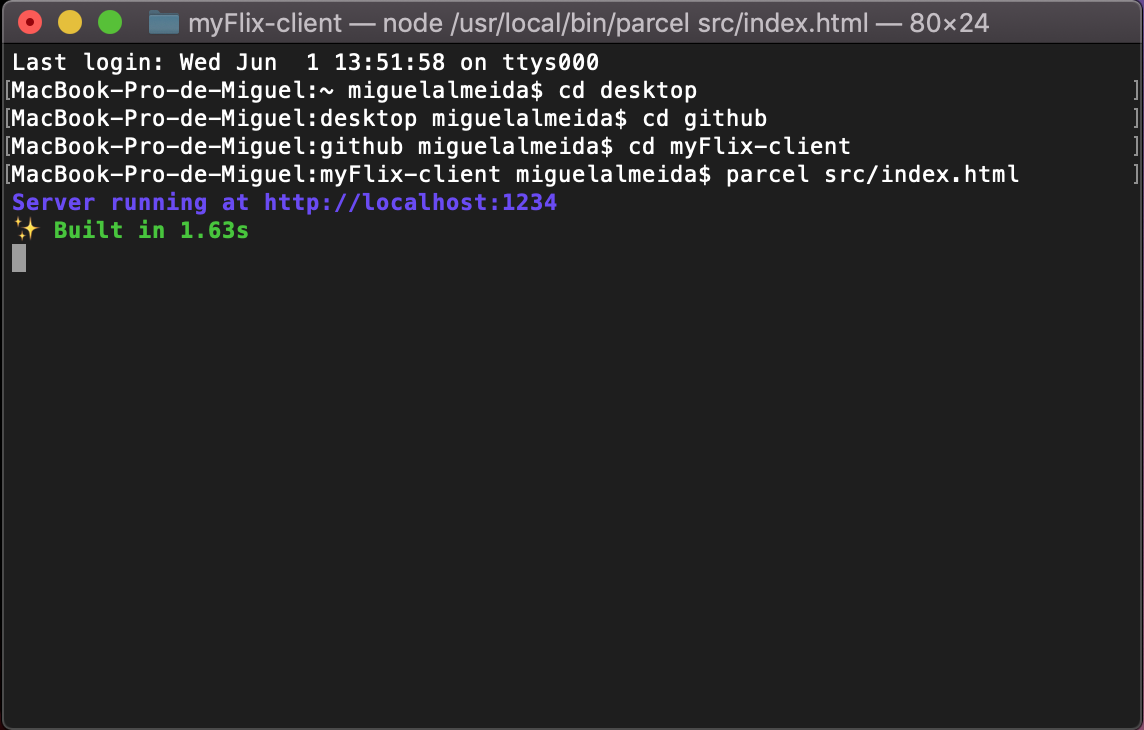 myFlix-client — node /usr/local/bin/parcel src/index.html — 80×24
Last login: Wed Jun  1 13:51:58 on ttys000
[MacBook-Pro-de-Miguel:~ miguelalmeida$ cd desktop ]
[MacBook-Pro-de-Miguel:desktop miguelalmeida$ cd github ]
[MacBook-Pro-de-Miguel:github miguelalmeida$ cd myFlix-client ]
[MacBook-Pro-de-Miguel:myFlix-client miguelalmeida$ parcel src/index.html ]
Server running at http://localhost:1234
✨ Built in 1.63s